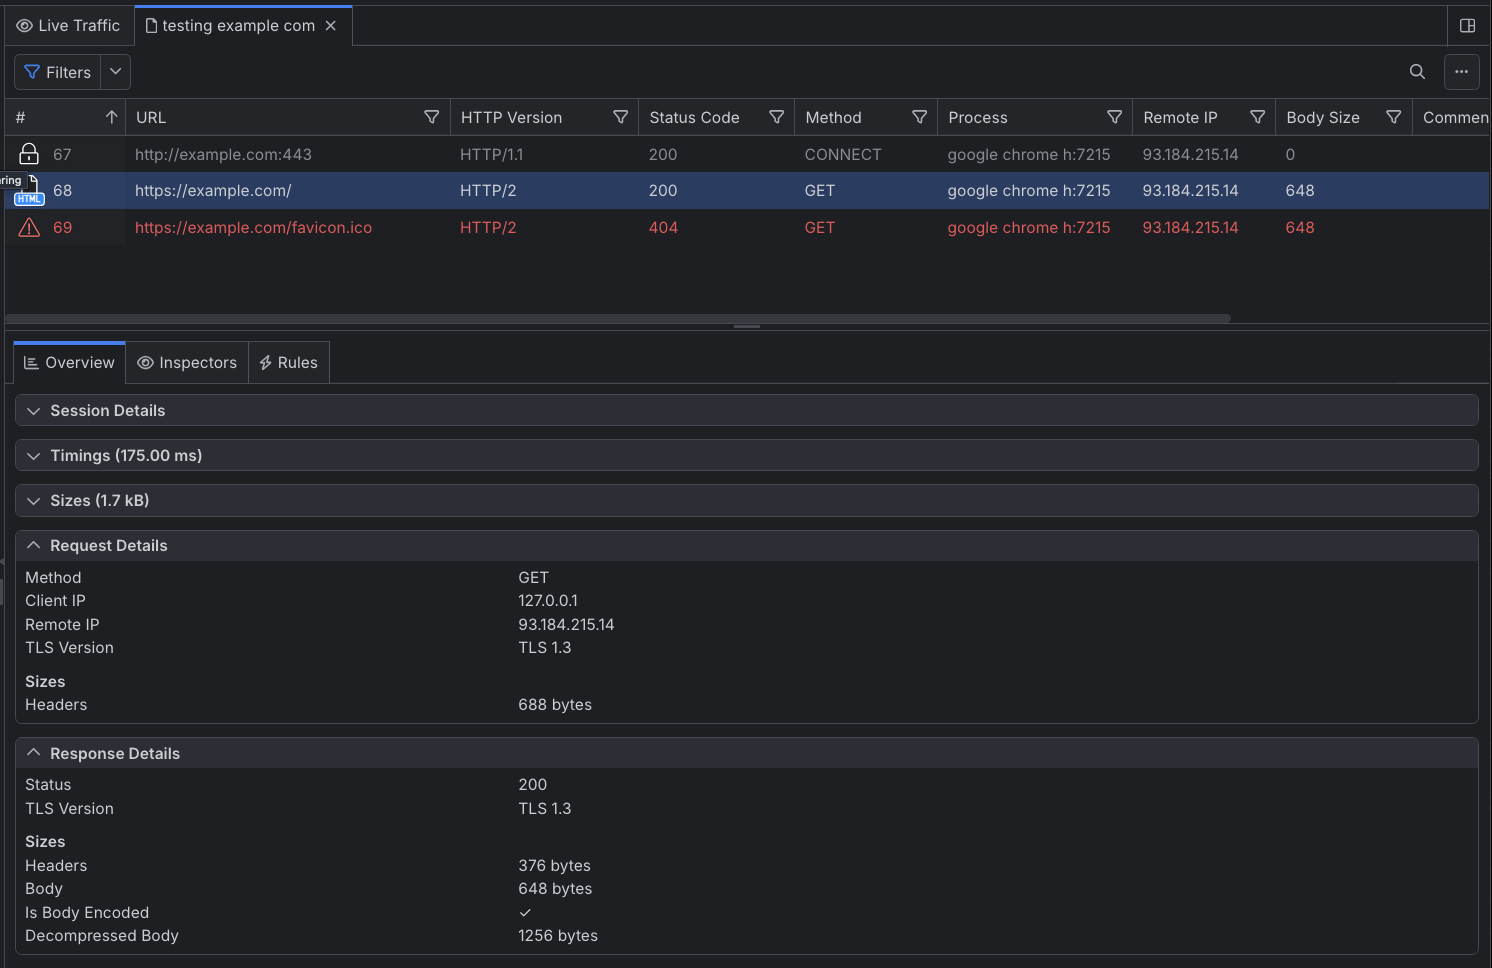 Live Traffic testing example com
Filters
# URL HTTP Version Status Code Method Process Remote IP Body Size Commen
67 http://example.com:443 HTTP/1.1 200 CONNECT google chrome h:7215 93.184.215.14 0
ring
HTML 68 https://example.com/ HTTP/2 200 GET google chrome h:7215 93.184.215.14 648
69 https://example.com/favicon.ico HTTP/2 404 GET google chrome h:7215 93.184.215.14 648
Overview Inspectors Rules
Session Details
Timings (175.00 ms)
Sizes (1.7 kB)
Request Details
Method GET
Client IP 127.0.0.1
Remote IP 93.184.215.14
TLS Version TLS 1.3
Sizes
Headers 688 bytes
Response Details
Status 200
TLS Version TLS 1.3
Sizes
Headers 376 bytes
Body 648 bytes
Is Body Encoded ✓
Decompressed Body 1256 bytes